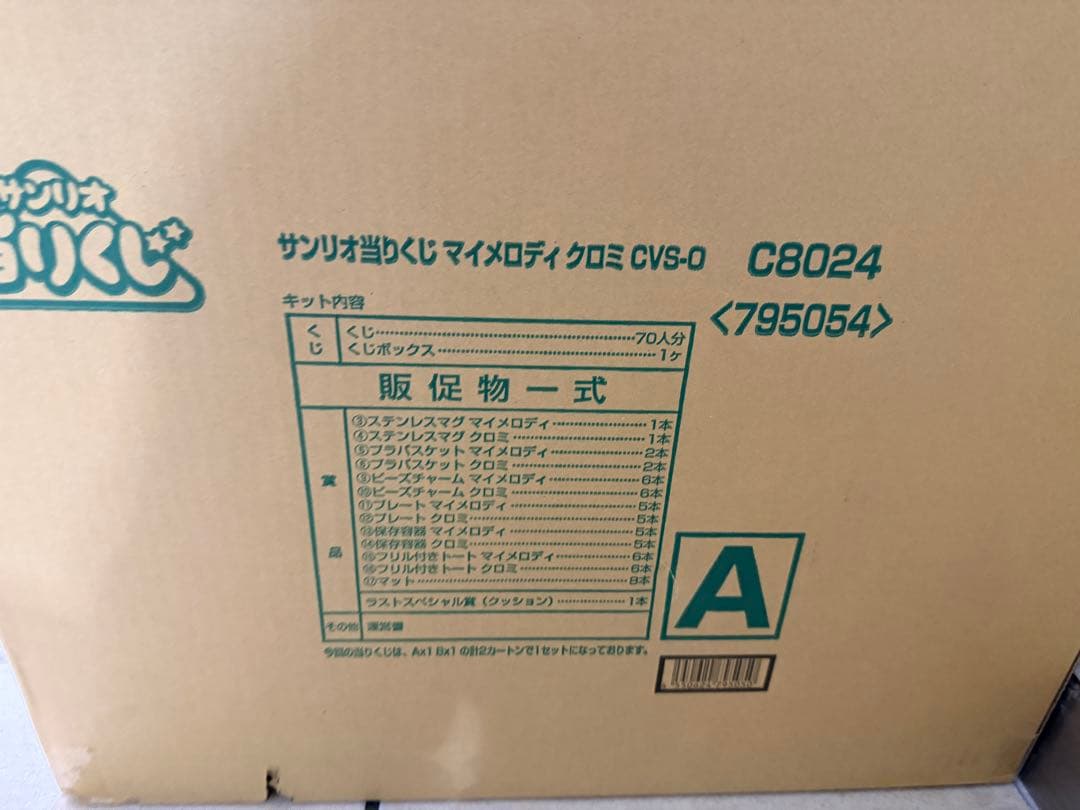 サンリオ
当りくじ
サンリオ当りくじ マイメロディ クロミ CVS-O C8024
<795054>
キット内容
くじ くじ 70人分
くじボックス 1ヶ
販促物一式
賞品
③ステンレスマグ マイメロディ 1本
④ステンレスマグ クロミ 1本
⑤プラバスケット マイメロディ 2本
⑥プラバスケット クロミ 2本
⑨ビーズチャーム マイメロディ 6本
⑩ビーズチャーム クロミ 6本
⑪プレート マイメロディ 5本
⑫プレート クロミ 5本
⑬保存容器 マイメロディ 5本
⑭保存容器 クロミ 5本
⑮フリル付きトート マイメロディ 6本
⑯フリル付きトート クロミ 6本
⑰マット 8本
ラストスペシャル賞(クッション) 1本
その他 運営書
A
今回の当りくじは、Ax1 Bx1 の計2カートンで1セットになっております。